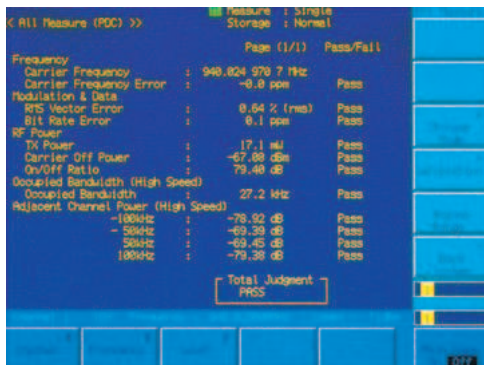 Measure : Single
< All Measure (PDC) >> Storage : Normal
Page (1/1) Pass/Fail
Frequency
Carrier Frequency : 940.024 970 7 MHz
Carrier Frequency Error : -0.0 ppm Pass
Modulation & Data
RMS Vector Error : 0.64 % (rms) Pass
Bit Rate Error : 0.1 ppm Pass
RF Power
TX Power : 17.1 mW Pass
Carrier Off Power : -67.00 dBm Pass
On/Off Ratio : 79.40 dB Pass
Occupied Bandwidth (High Speed)
Occupied Bandwidth : 27.2 kHz Pass
Adjacent Channel Power (High Speed)
-100kHz : -78.92 dB Pass
- 50kHz : -69.39 dB Pass
50kHz : -69.45 dB Pass
100kHz : -79.38 dB Pass
Total Judgment
PASS
OFF